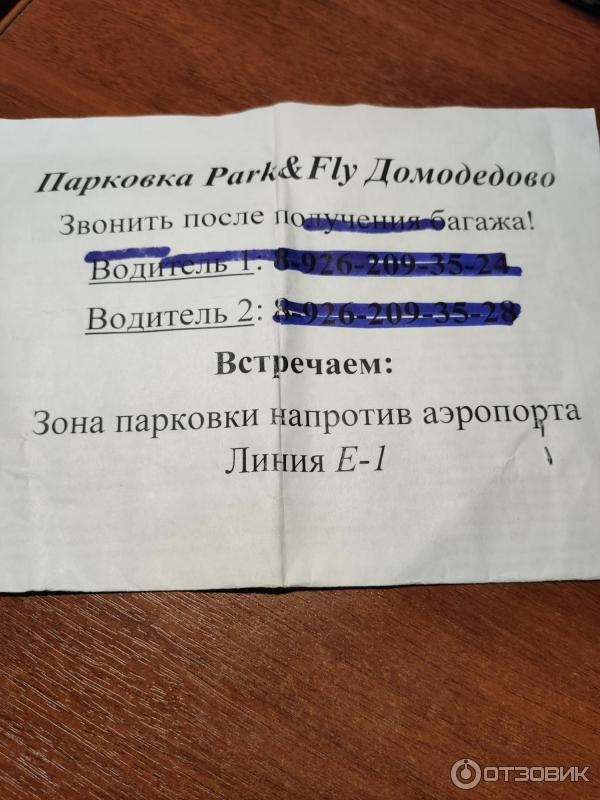 Парковка Park&Fly Домодедово
Звонить после получения багажа!
Водитель 1: 8-926-209-35-24
Водитель 2: 8-926-209-35-28
Встречаем:
Зона парковки напротив аэропорта
Линия E-1
ОТЗОВИК